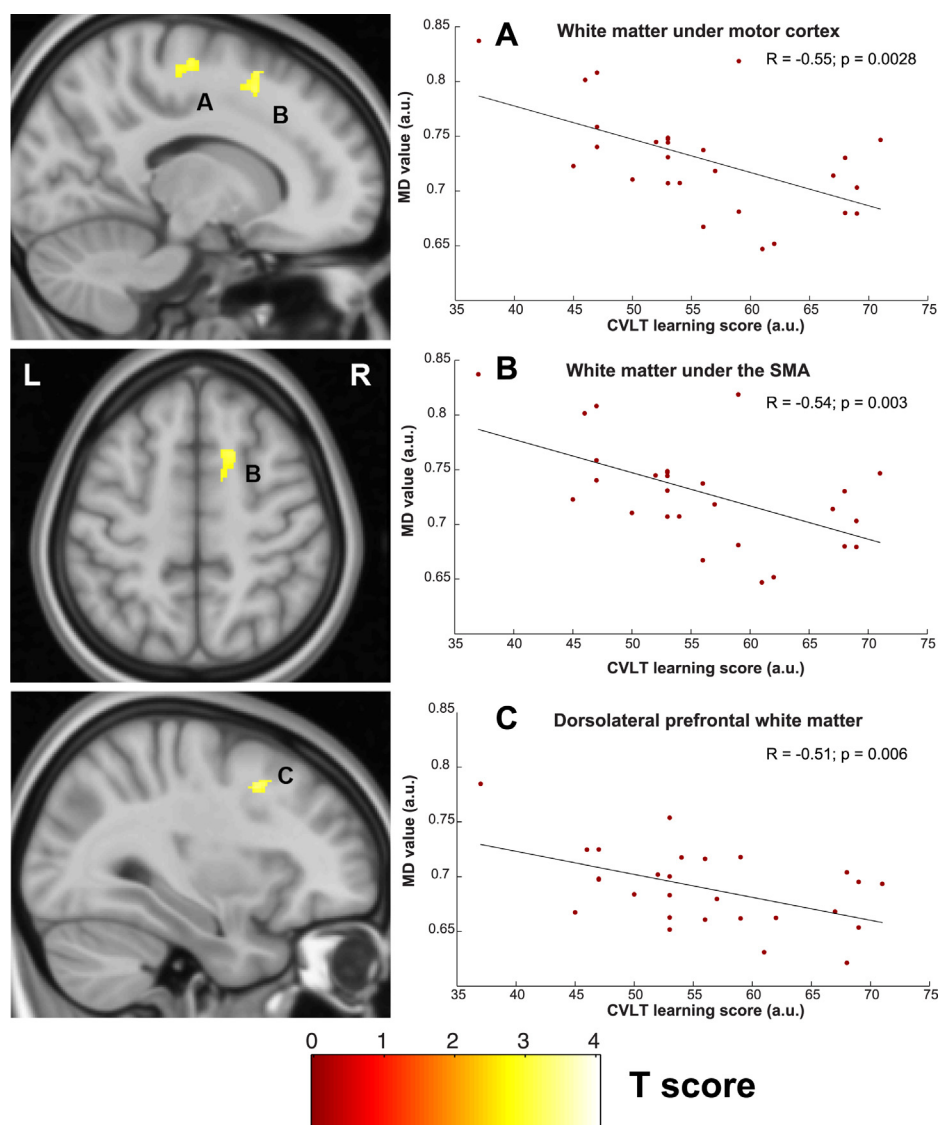 A
B
A
White matter under motor cortex
R = -0.55; p = 0.0028
MD value (a.u.)
0.85
0.8
0.75
0.7
0.65
35 40 45 50 55 60 65 70 75
CVLT learning score (a.u.)
L
R
B
B
White matter under the SMA
R = -0.54; p = 0.003
MD value (a.u.)
0.85
0.8
0.75
0.7
0.65
35 40 45 50 55 60 65 70 75
CVLT learning score (a.u.)
C
C
Dorsolateral prefrontal white matter
R = -0.51; p = 0.006
MD value (a.u.)
0.85
0.8
0.75
0.7
0.65
35 40 45 50 55 60 65 70 75
CVLT learning score (a.u.)
0 1 2 3 4
T score